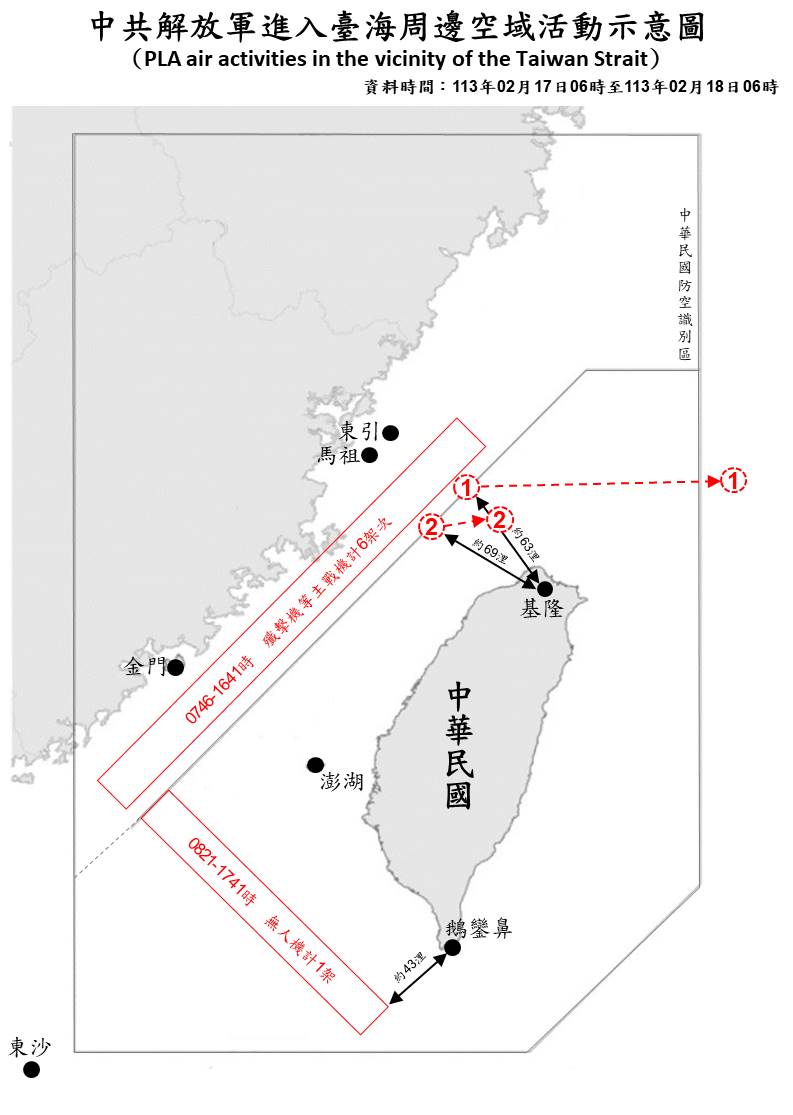 中共解放軍進入臺海周邊空域活動示意圖
（PLA air activities in the vicinity of the Taiwan Strait）
資料時間：113年02月17日06時至113年02月18日06時
中華民國防空識別區
東引
馬祖
1
1
2
2
約63浬
約69浬
基隆
0746-1641時 殲擊機等主戰機計6架次
金門
中華民國
澎湖
0821-1741時 無人機計1架
鵝鑾鼻
約43浬
東沙